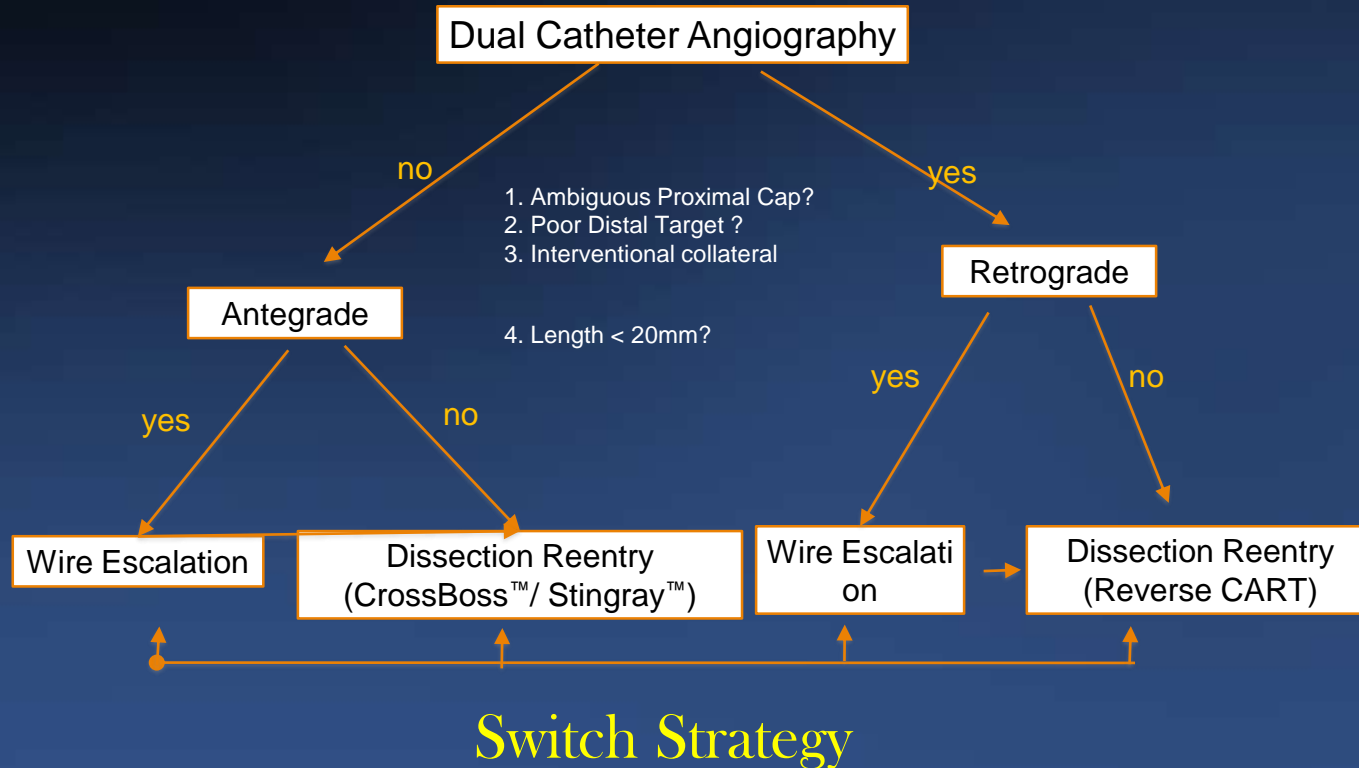 Dual Catheter Angiography
no
yes
1. Ambiguous Proximal Cap?
2. Poor Distal Target ?
3. Interventional collateral
4. Length < 20mm?
Antegrade
Retrograde
yes
no
yes
no
Wire Escalation
Dissection Reentry
(CrossBoss™/ Stingray™)
Wire Escalati
on
Dissection Reentry
(Reverse CART)
Switch Strategy